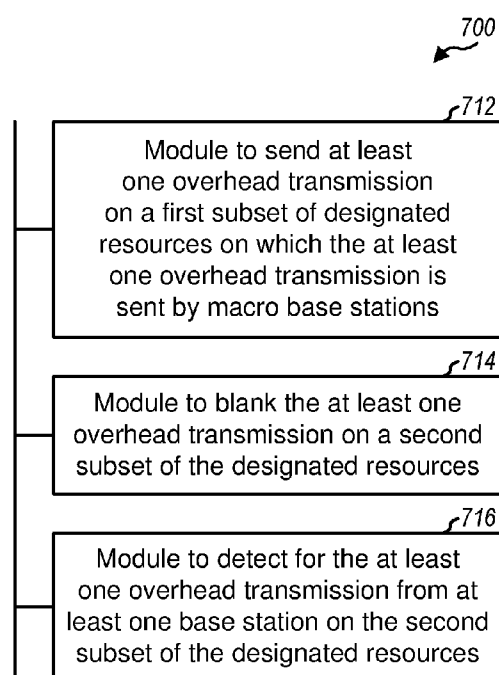 700
712
Module to send at least
one overhead transmission
on a first subset of designated
resources on which the at least
one overhead transmission is
sent by macro base stations
714
Module to blank the at least one
overhead transmission on a second
subset of the designated resources
716
Module to detect for the at least
one overhead transmission from at
least one base station on the second
subset of the designated resources